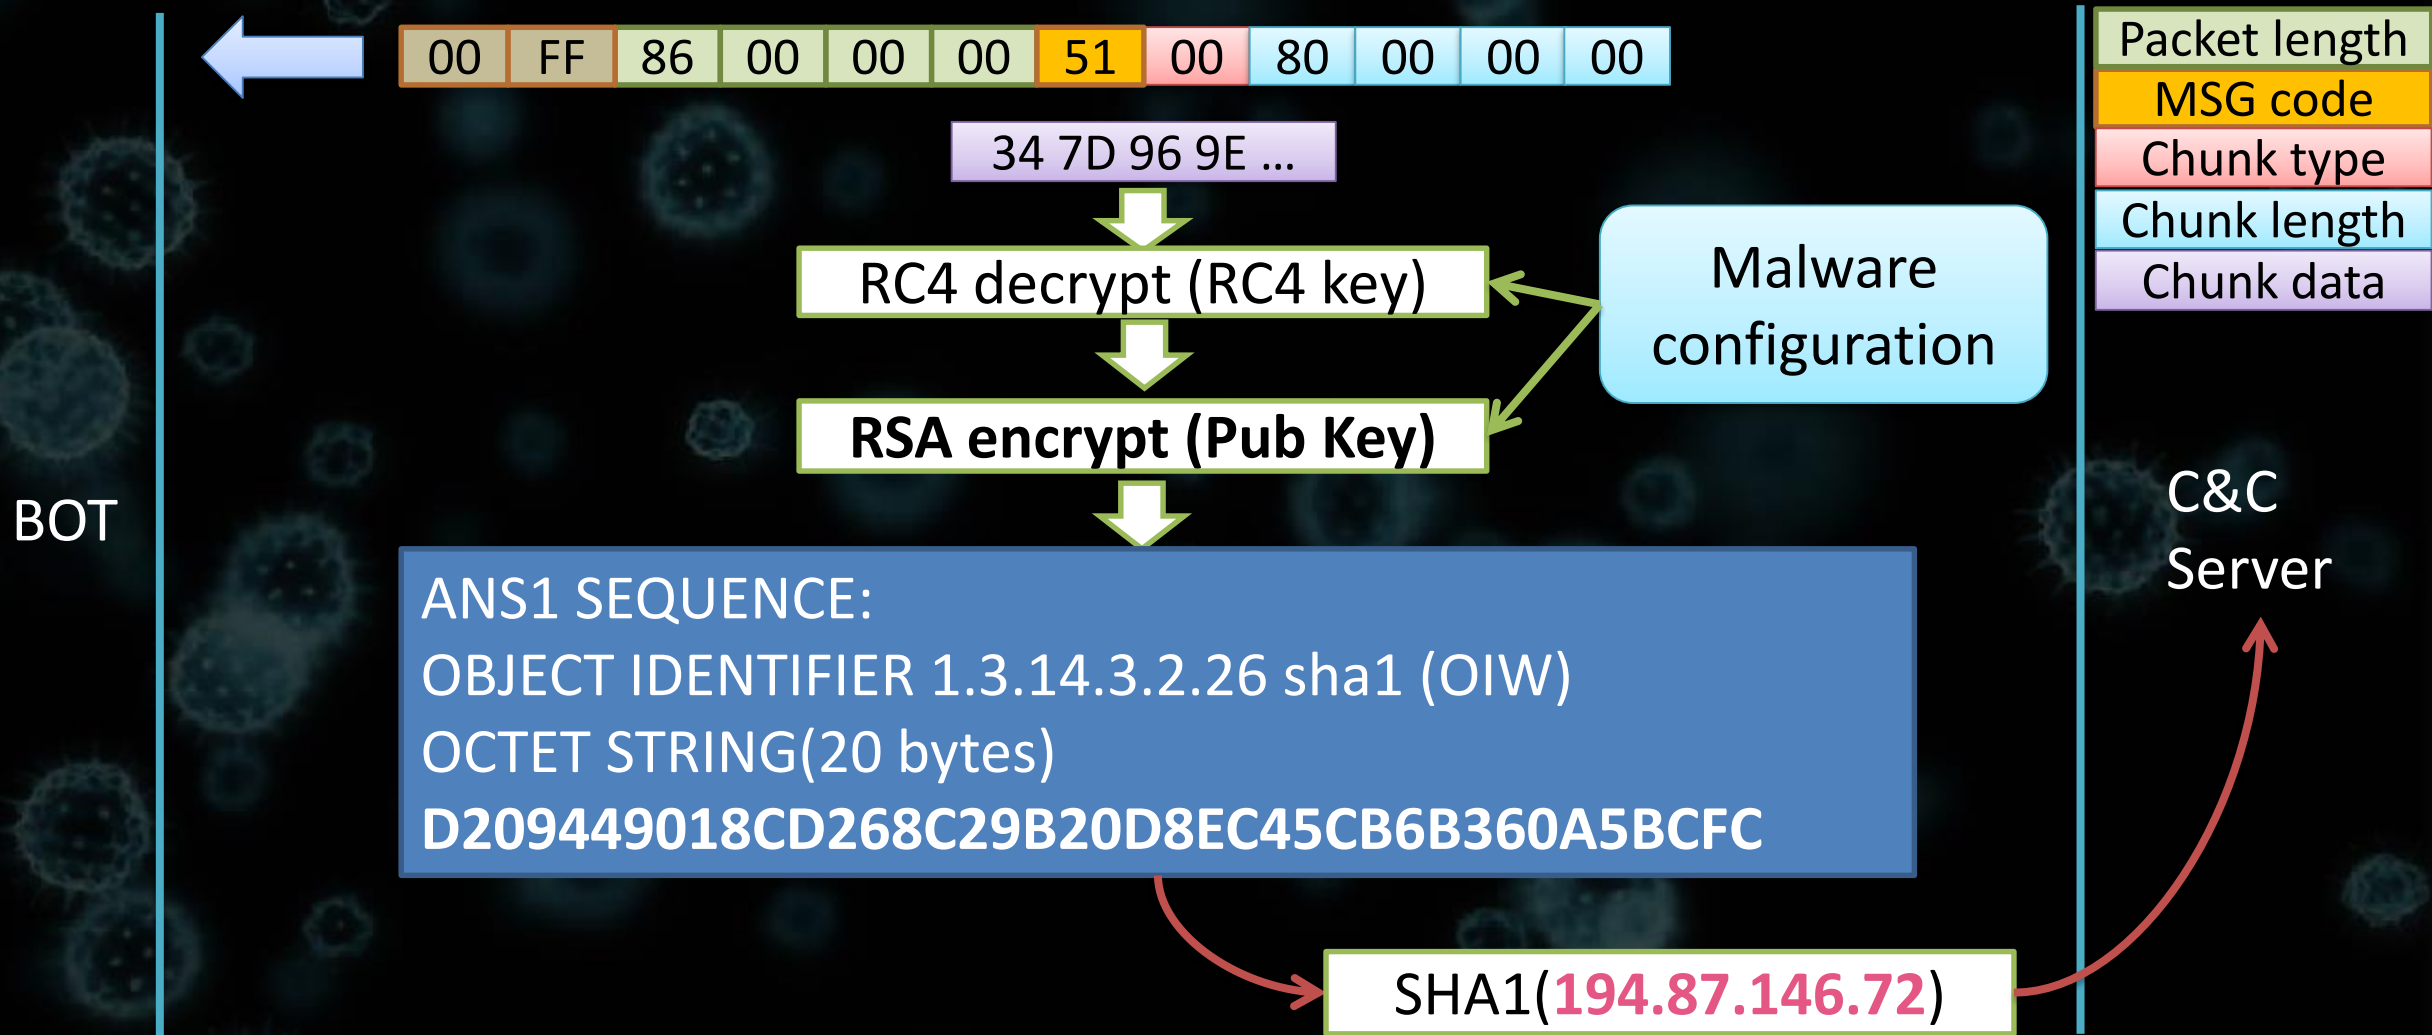 00 FF 86 00 00 00 51 00 80 00 00 00
Packet length
MSG code
Chunk type
Chunk length
Chunk data
34 7D 96 9E ...
RC4 decrypt (RC4 key)
Malware
configuration
RSA encrypt (Pub Key)
BOT
C&C
Server
ANS1 SEQUENCE:
OBJECT IDENTIFIER 1.3.14.3.2.26 sha1 (OIW)
OCTET STRING(20 bytes)
D209449018CD268C29B20D8EC45CB6B360A5BCFC
SHA1(194.87.146.72)